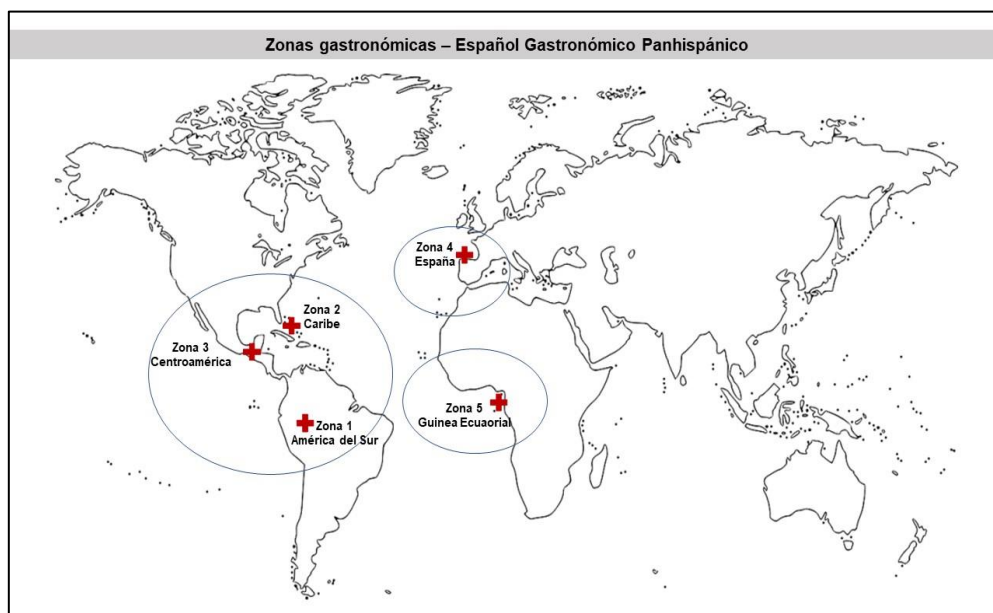 Zonas gastronómicas – Español Gastronómico Panhispánico
Zona 4
España
Zona 2
Caribe
Zona 3
Centroamérica
Zona 5
Guinea Ecuaorial
Zona 1
América del Sur